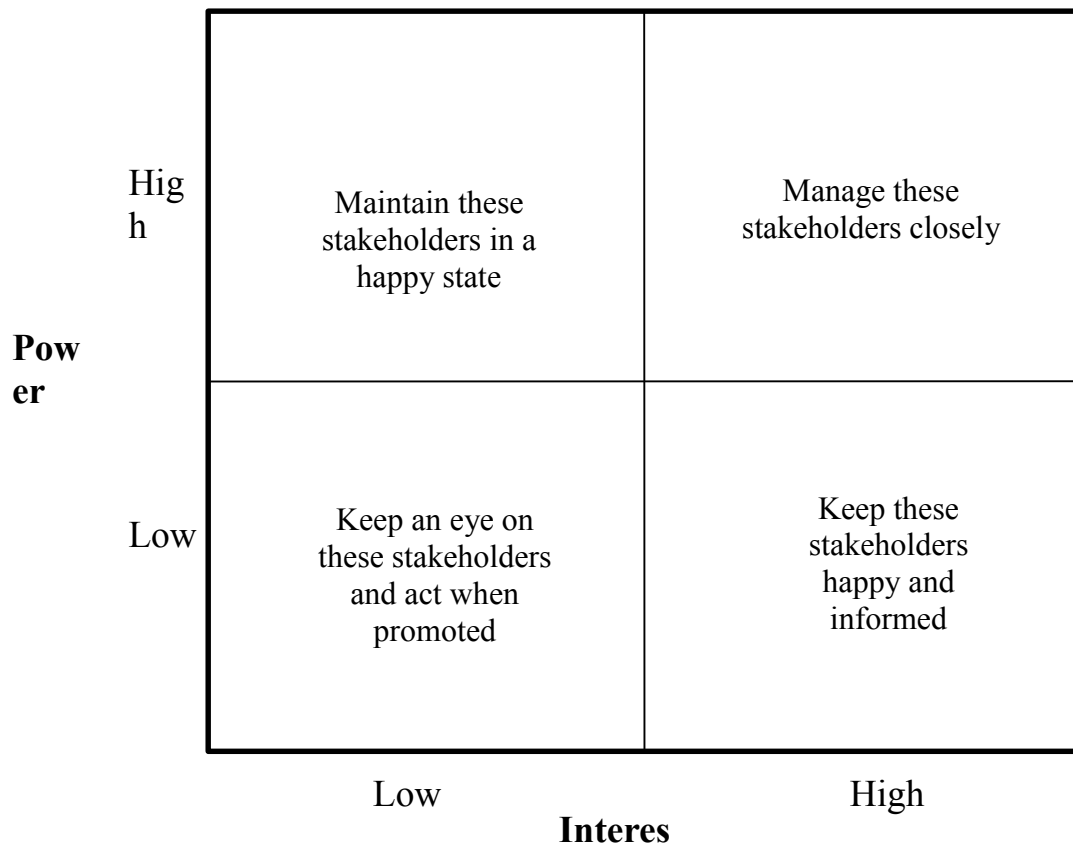 Hig
h
Maintain these
stakeholders in a
happy state
Manage these
stakeholders closely
Pow
er
Low
Keep an eye on
these stakeholders
and act when
promoted
Keep these
stakeholders
happy and
informed
Low
High
Interes